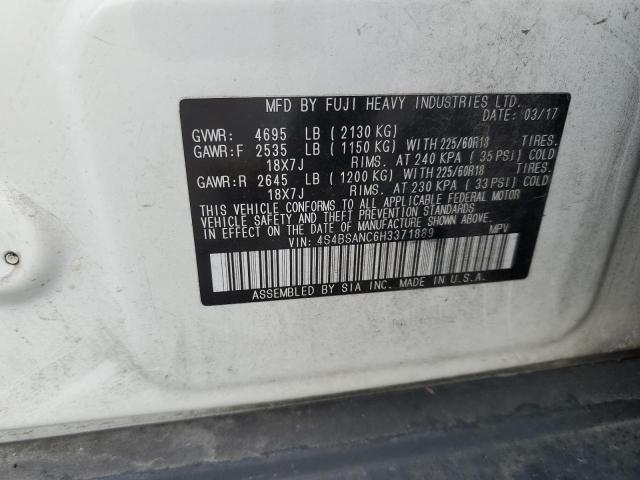 MFD BY FUJI HEAVY INDUSTRIES LTD.
DATE: 03/17
GVWR: 4695 LB (2130 KG)
GAWR:F 2535 LB (1150 KG) WITH 225/60R18 TIRES.
18X7J RIMS. AT 240 KPA (35 PSI) COLD
GAWR:R 2645 LB (1200 KG) WITH 225/60R18 TIRES.
18X7J RIMS. AT 230 KPA (33 PSI) COLD
THIS VEHICLE CONFORMS TO ALL APPLICABLE FEDERAL MOTOR
VEHICLE SAFETY AND THEFT PREVENTION STANDARDS
IN EFFECT ON THE DATE OF MANUFACTURE SHOWN ABOVE.
VIN: 4S4BSANC6H3371889 MPV
ASSEMBLED BY SIA INC. MADE IN U.S.A.